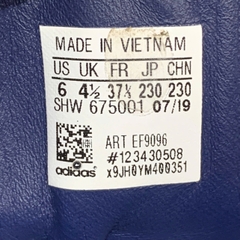 MADE IN VIETNAM
US UK FR JP CHN
6 4½ 37⅓ 230 230
SHW 675001 07/19
ART EF9096
#123430508
adidas x9JH0YM400351